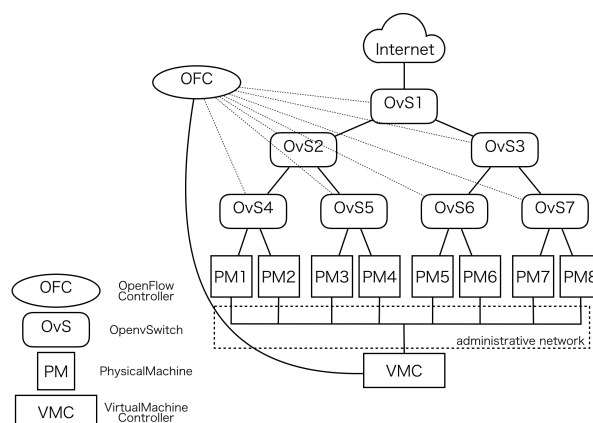 Internet
OFC
OvS1
OvS2
OvS3
OvS4
OvS5
OvS6
OvS7
PM1
PM2
PM3
PM4
PM5
PM6
PM7
PM8
administrative network
VMC
OFC
OpenFlow
Controller
OvS
OpenvSwitch
PM
PhysicalMachine
VMC
VirtualMachine
Controller